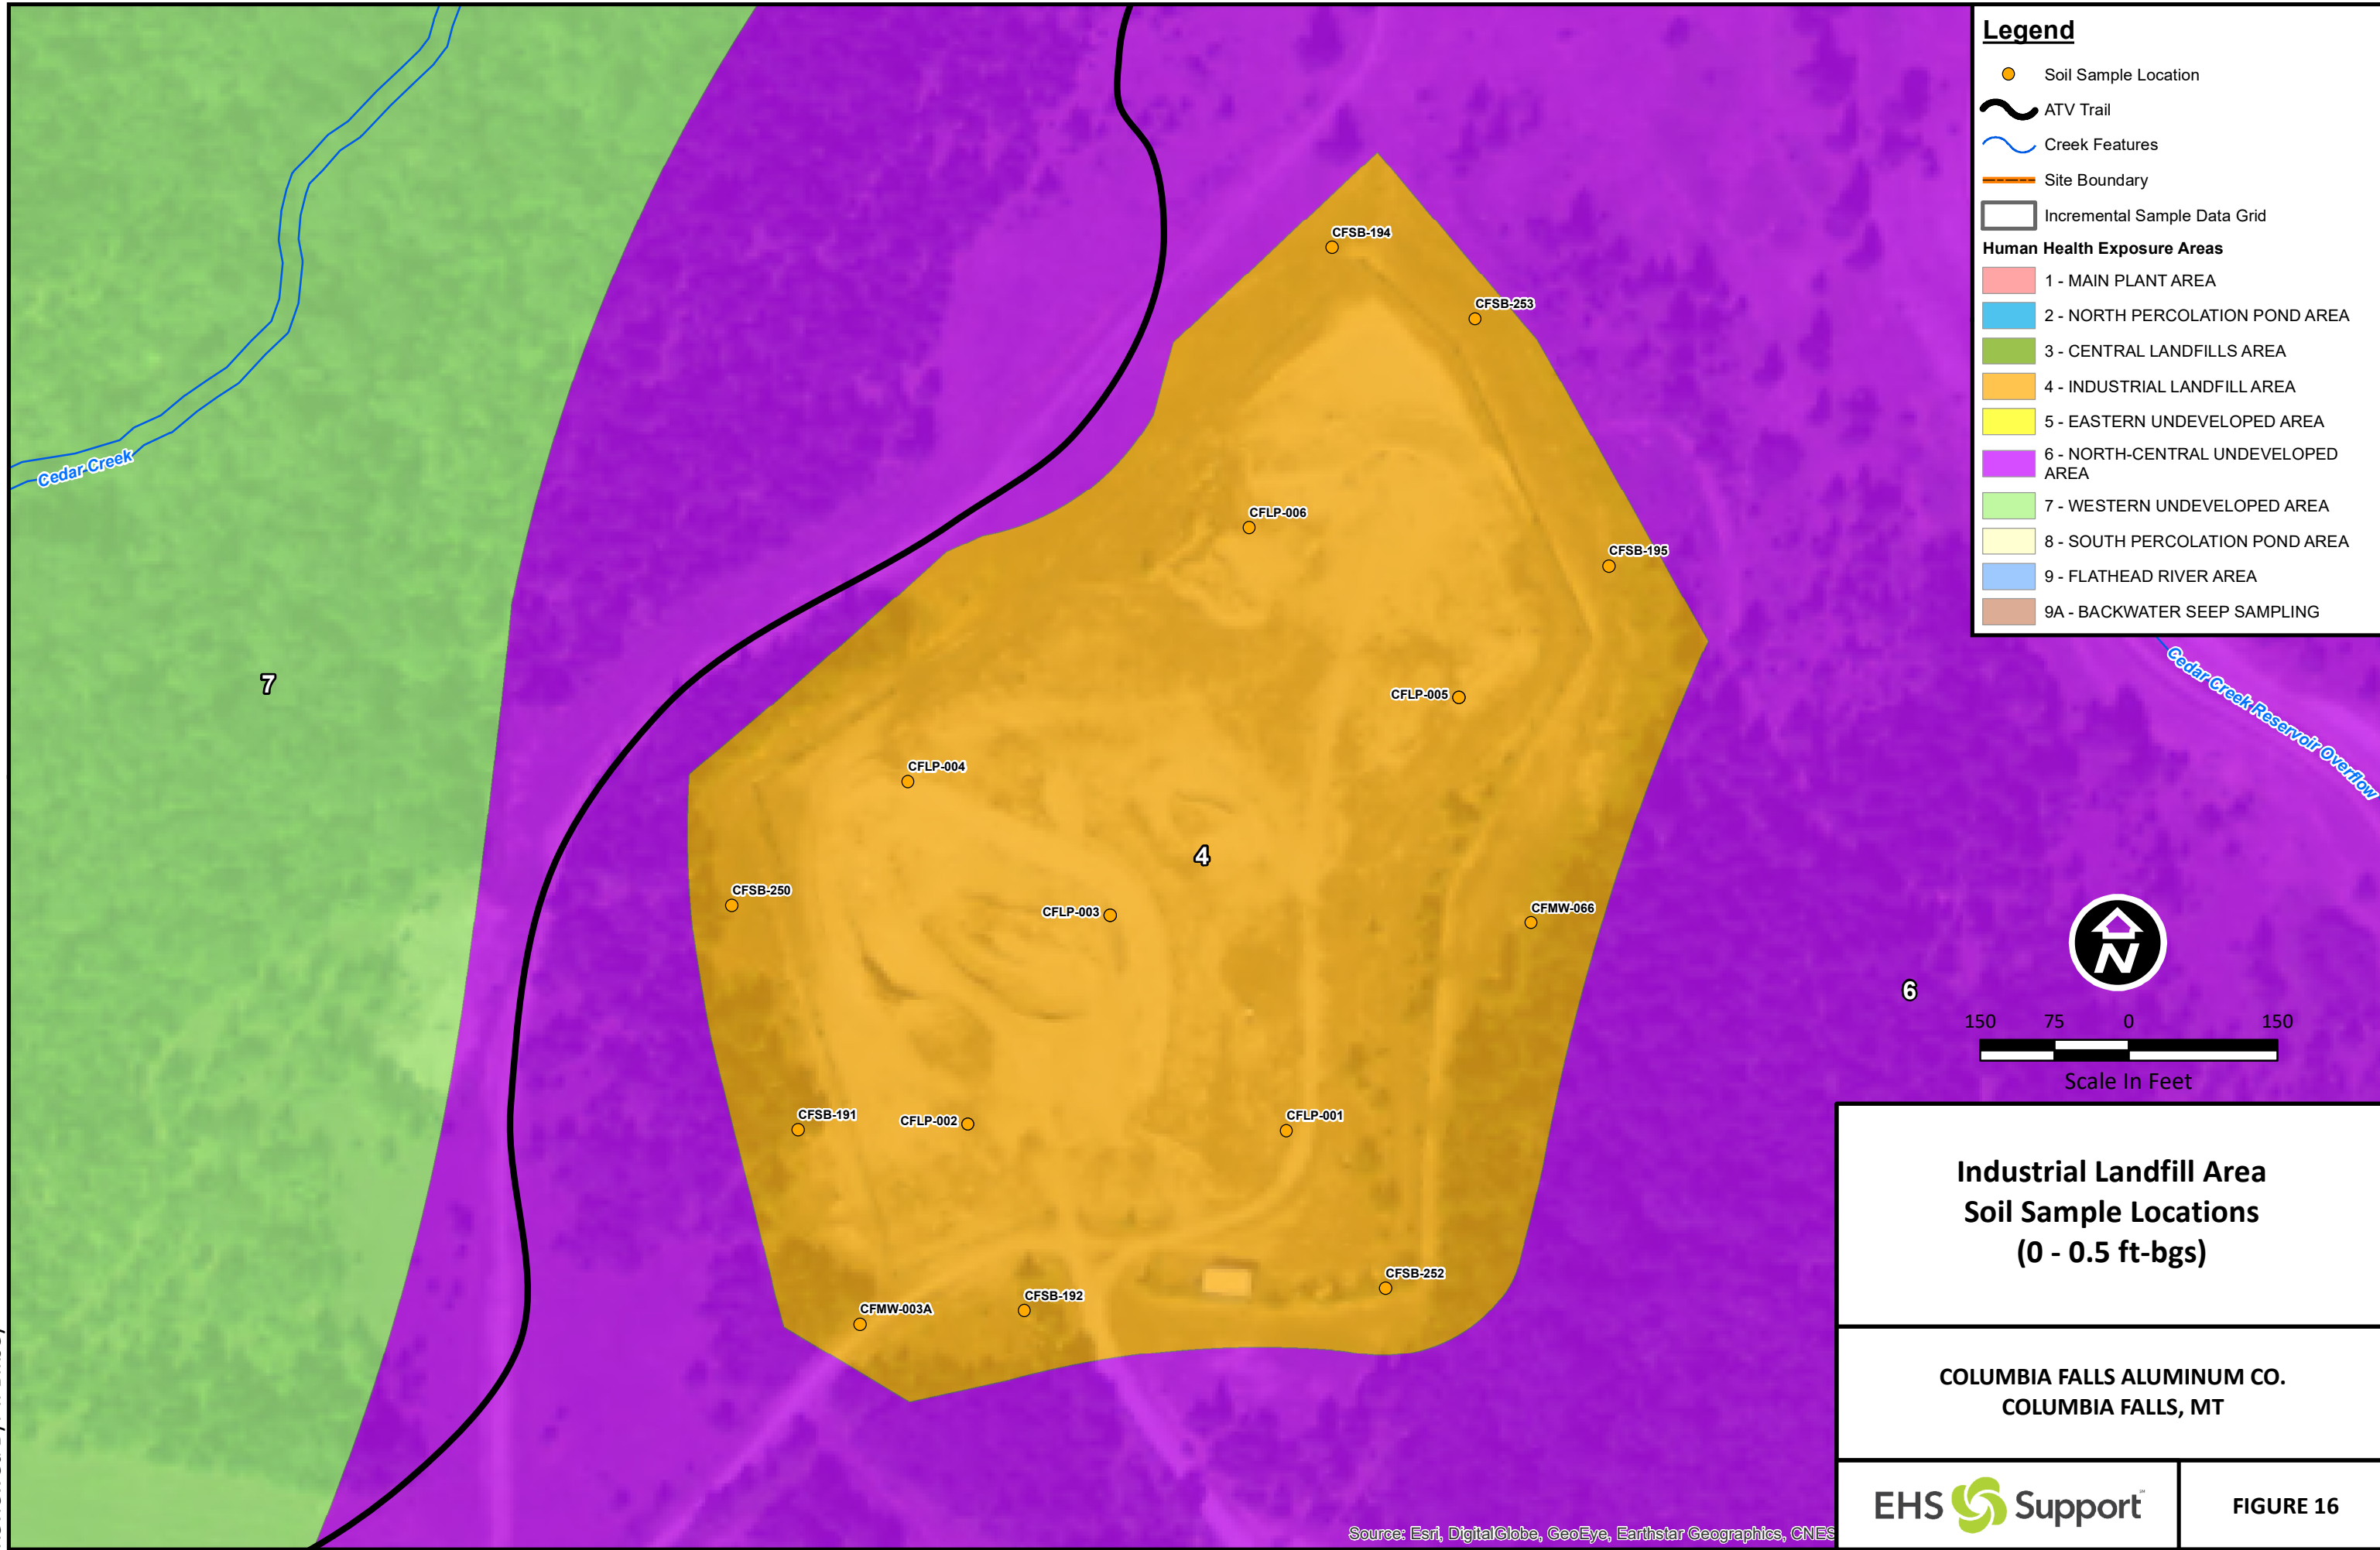 Legend
Soil Sample Location
ATV Trail
Creek Features
Site Boundary
Incremental Sample Data Grid
Human Health Exposure Areas
1 - MAIN PLANT AREA
2 - NORTH PERCOLATION POND AREA
3 - CENTRAL LANDFILLS AREA
4 - INDUSTRIAL LANDFILL AREA
5 - EASTERN UNDEVELOPED AREA
6 - NORTH-CENTRAL UNDEVELOPED
AREA
7 - WESTERN UNDEVELOPED AREA
8 - SOUTH PERCOLATION POND AREA
9 - FLATHEAD RIVER AREA
9A - BACKWATER SEEP SAMPLING
CFSB-194
CFSB-253
Cedar Creek
CFLP-006
CFSB-195
7
CFLP-005
Cedar Creek Reservoir Overflow
CFLP-004
4
CFSB-250
CFLP-003
CFMW-066
N
6
150 75 0 150
Scale In Feet
CFSB-191
CFLP-002
CFLP-001
CFSB-252
CFSB-192
CFMW-003A
Industrial Landfill Area
Soil Sample Locations
(0 - 0.5 ft-bgs)
COLUMBIA FALLS ALUMINUM CO.
COLUMBIA FALLS, MT
EHS Support
FIGURE 16
Source: Esri, DigitalGlobe, GeoEye, Earthstar Geographics, CNES